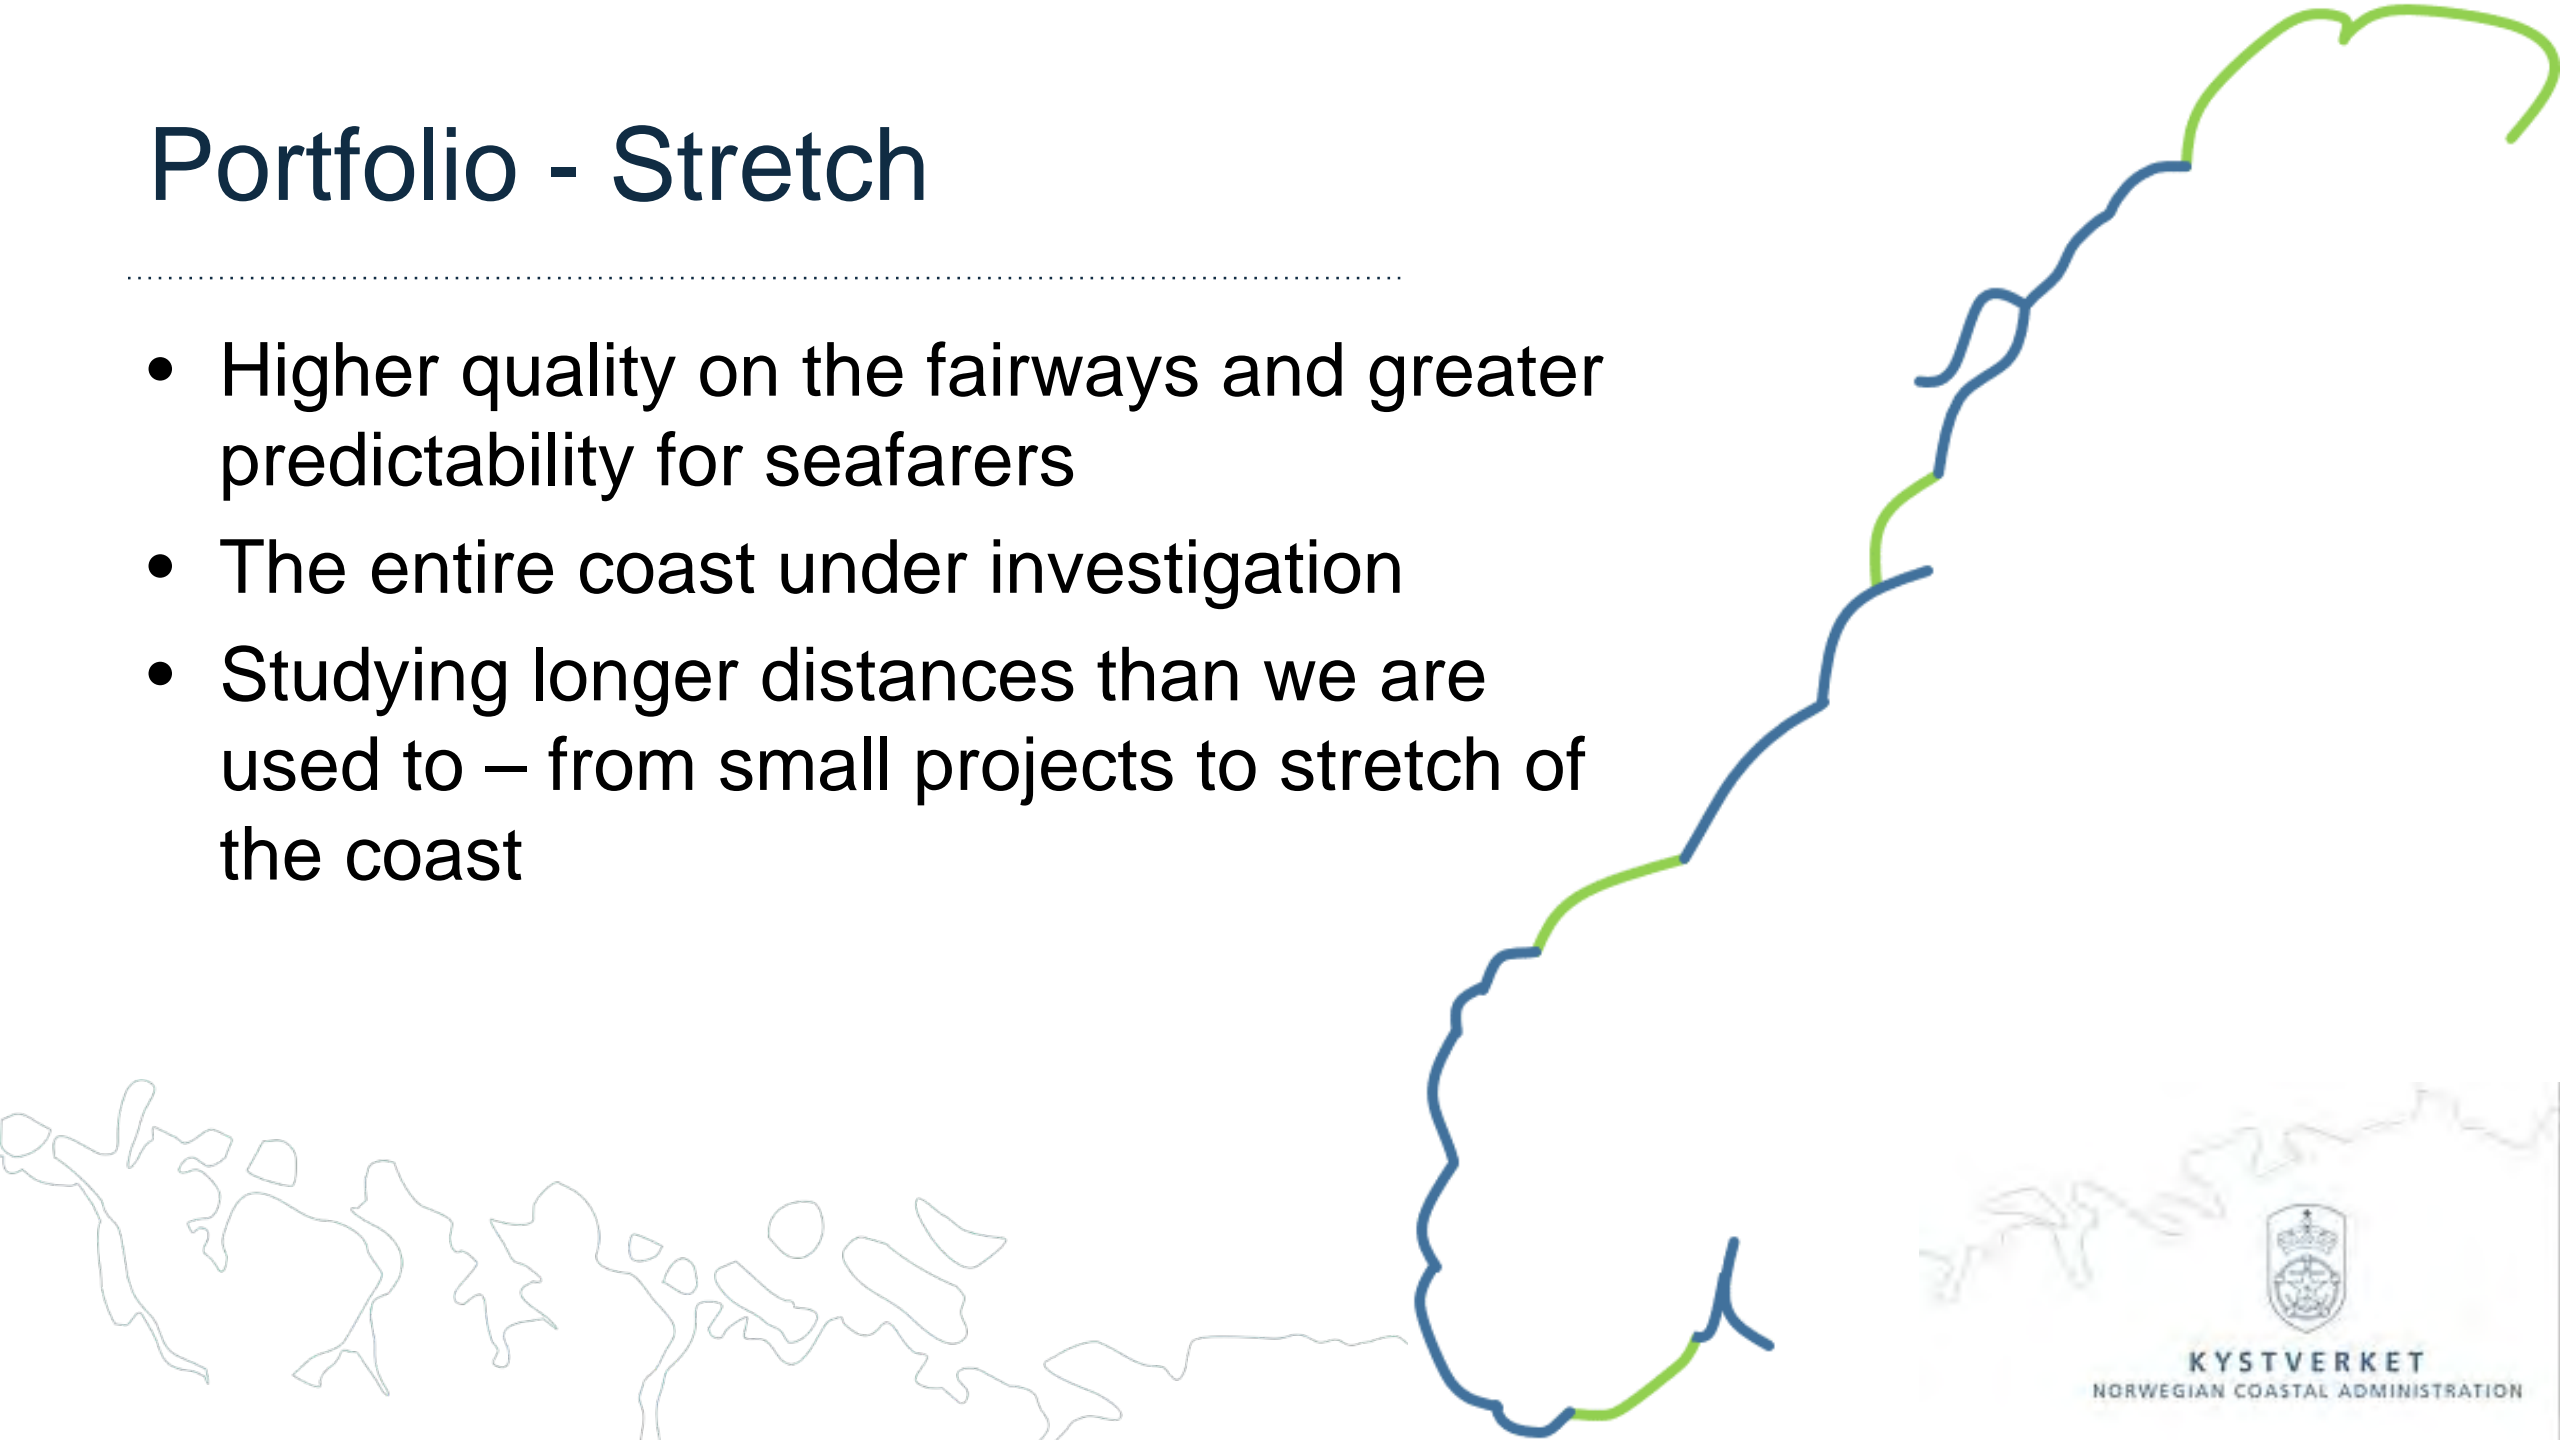 Portfolio - Stretch
• Higher quality on the fairways and greater
predictability for seafarers
• The entire coast under investigation
• Studying longer distances than we are
used to – from small projects to stretch of
the coast
KYSTVERKET
NORWEGIAN COASTAL ADMINISTRATION